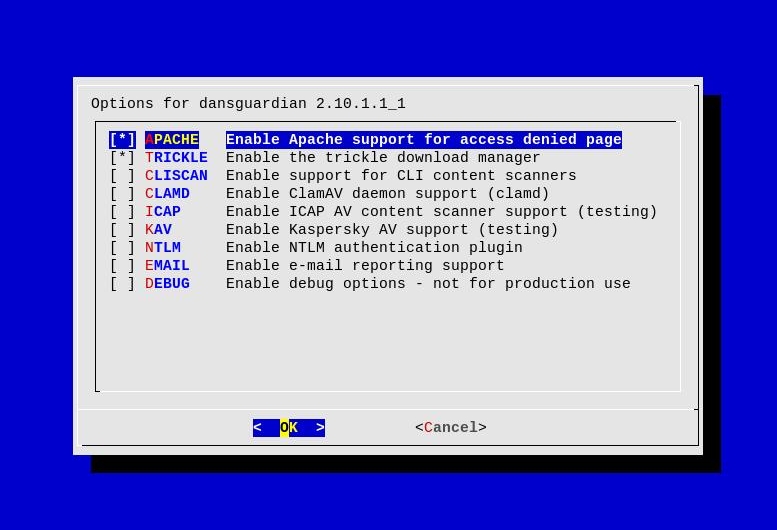 Options for dansguardian 2.10.1.1_1
[*] APACHE Enable Apache support for access denied page
[*] TRICKLE Enable the trickle download manager
[ ] CLISCAN Enable support for CLI content scanners
[ ] CLAMD Enable ClamAV daemon support (clamd)
[ ] ICAP Enable ICAP AV content scanner support (testing)
[ ] KAV Enable Kaspersky AV support (testing)
[ ] NTLM Enable NTLM authentication plugin
[ ] EMAIL Enable e-mail reporting support
[ ] DEBUG Enable debug options - not for production use
< OK > <Cancel>